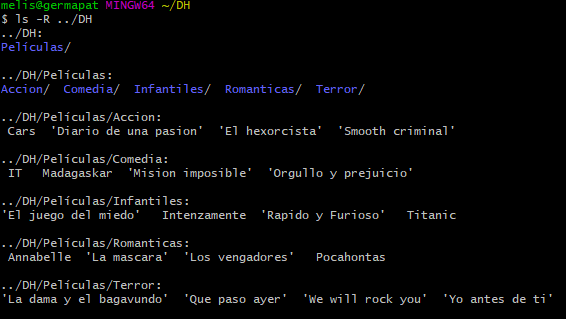 melis@germapat MINGW64 ~/DH
$ ls -R ../DH
../DH:
Películas/
../DH/Películas:
Accion/  Comedia/  Infantiles/  Romanticas/  Terror/
../DH/Películas/Accion:
Cars  'Diario de una pasion'  'El hexorcista'  'Smooth criminal'
../DH/Películas/Comedia:
IT  Madagaskar  'Mision imposible'  'Orgullo y prejuicio'
../DH/Películas/Infantiles:
'El juego del miedo'  Intenzamente  'Rapido y Furioso'  Titanic
../DH/Películas/Romanticas:
Annabelle  'La mascara'  'Los vengadores'  Pocahontas
../DH/Películas/Terror:
'La dama y el bagavundo'  'Que paso ayer'  'We will rock you'  'Yo antes de ti'